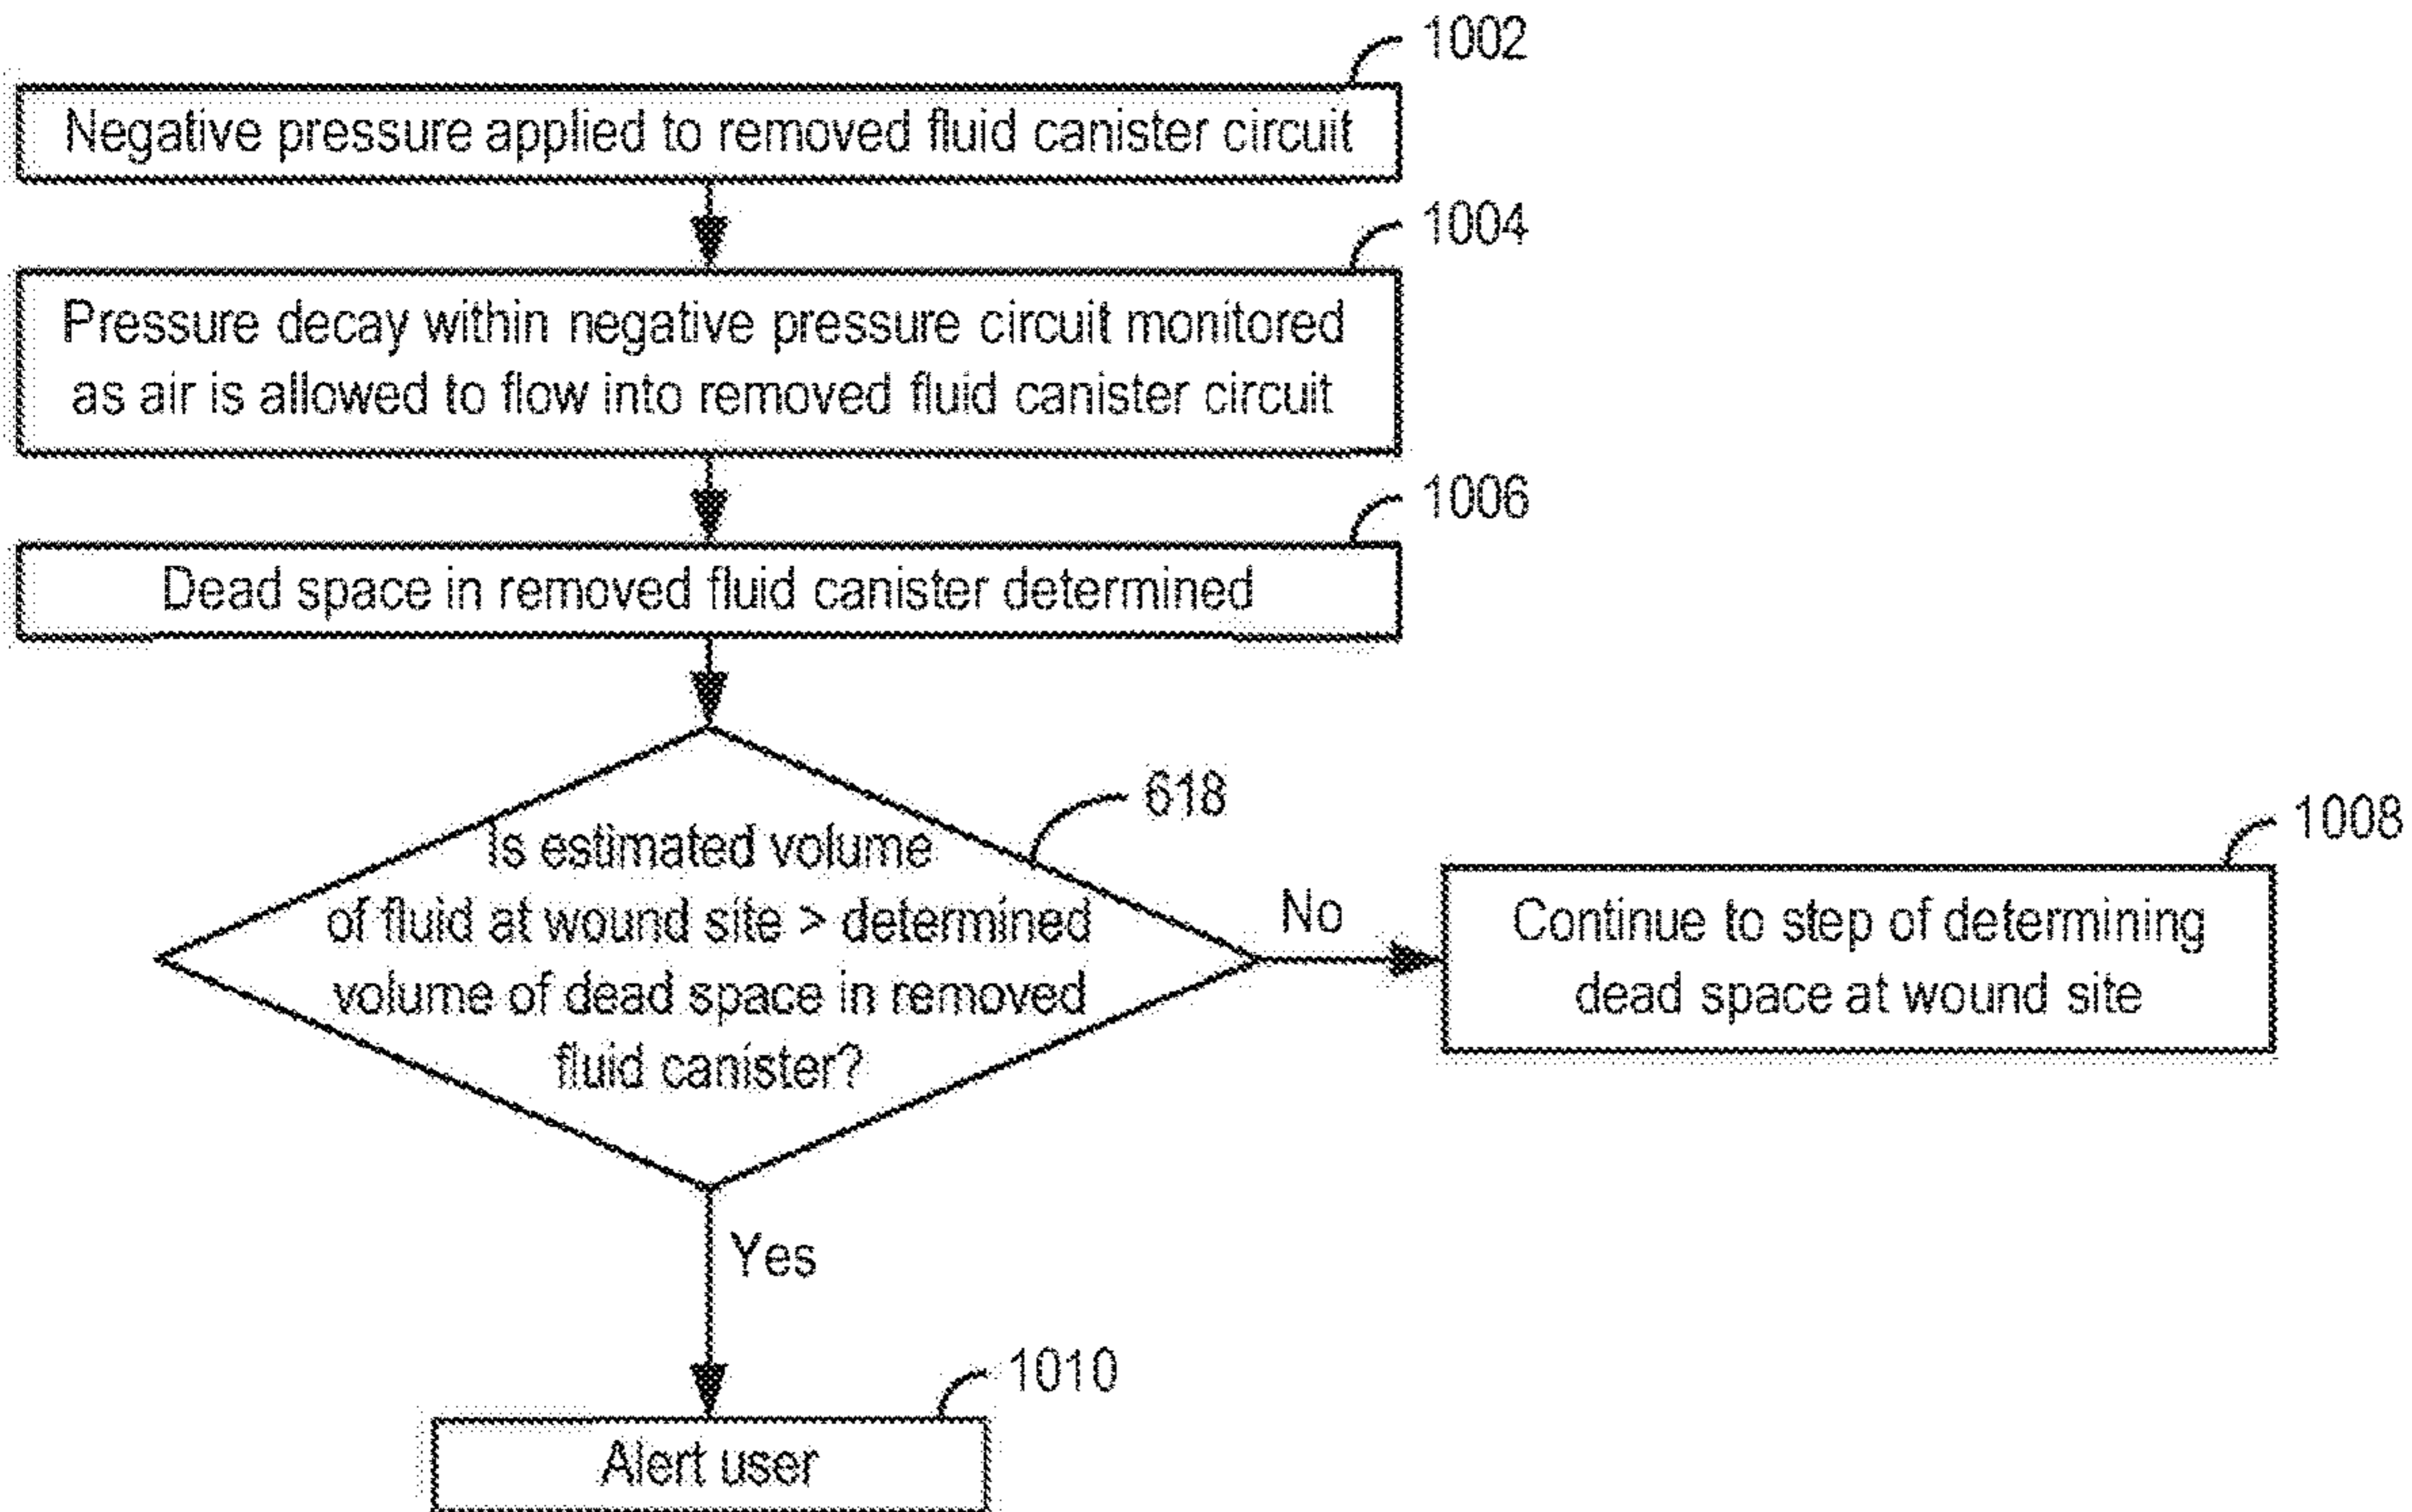 1002
Negative pressure applied to removed fluid canister circuit
1004
Pressure decay within negative pressure circuit monitored
as air is allowed to flow into removed fluid canister circuit
1006
Dead space in removed fluid canister determined
618
Is estimated volume
of fluid at wound site > determined
volume of dead space in removed
fluid canister?
No
1008
Continue to step of determining
dead space at wound site
Yes
1010
Alert user